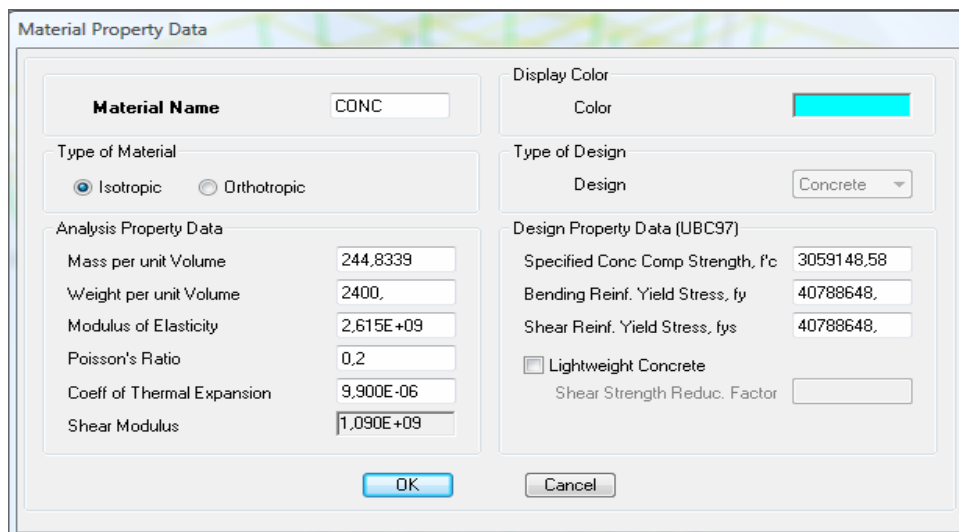 Material Property Data
Material Name
CONC
Display Color
Color
Type of Material
Isotropic
Orthotropic
Type of Design
Design
Concrete
Analysis Property Data
Mass per unit Volume
244,8339
Weight per unit Volume
2400,
Modulus of Elasticity
2,615E+09
Poisson's Ratio
0,2
Coeff of Thermal Expansion
9,900E-06
Shear Modulus
1,090E+09
Design Property Data (UBC97)
Specified Conc Comp Strength, f'c
3059148,58
Bending Reinf. Yield Stress, fy
40788648,
Shear Reinf. Yield Stress, fys
40788648,
Lightweight Concrete
Shear Strength Reduc. Factor
OK
Cancel